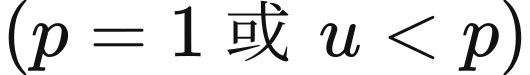 (p = 1 或 u < p)